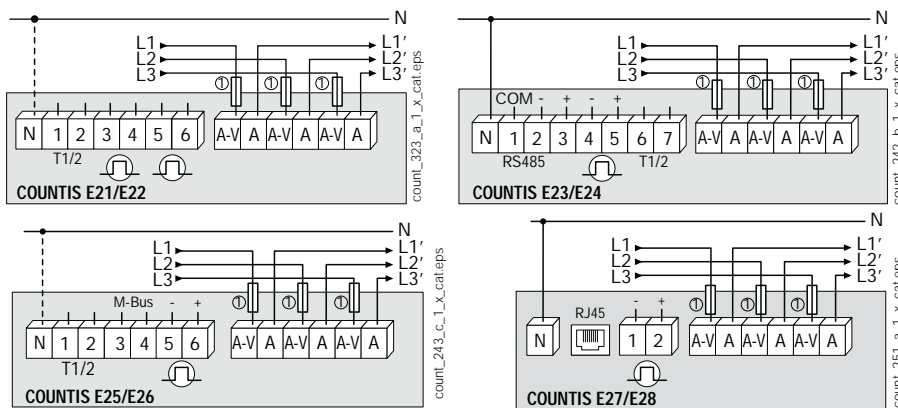 N
L1
L2
L3
L1′
L2′
L3′
① ① ①
N 1 2 3 4 5 6
A-V A A-V A A-V A
T1/2
COUNTIS E21/E22
count_323_a_1_x_cat.eps
N
L1
L2
L3
L1′
L2′
L3′
① ① ①
COM - + - +
N 1 2 3 4 5 6 7
A-V A A-V A A-V A
RS485 T1/2
COUNTIS E23/E24
count_242_b_1_x_cat.eps
N
L1
L2
L3
L1′
L2′
L3′
① ① ①
M-Bus - +
N 1 2 3 4 5 6
A-V A A-V A A-V A
T1/2
COUNTIS E25/E26
count_243_c_1_x_cat.eps
N
L1
L2
L3
L1′
L2′
L3′
① ① ①
RJ45 - +
N 1 2
A-V A A-V A A-V A
COUNTIS E27/E28
count_251_a_1_x_cat.eps